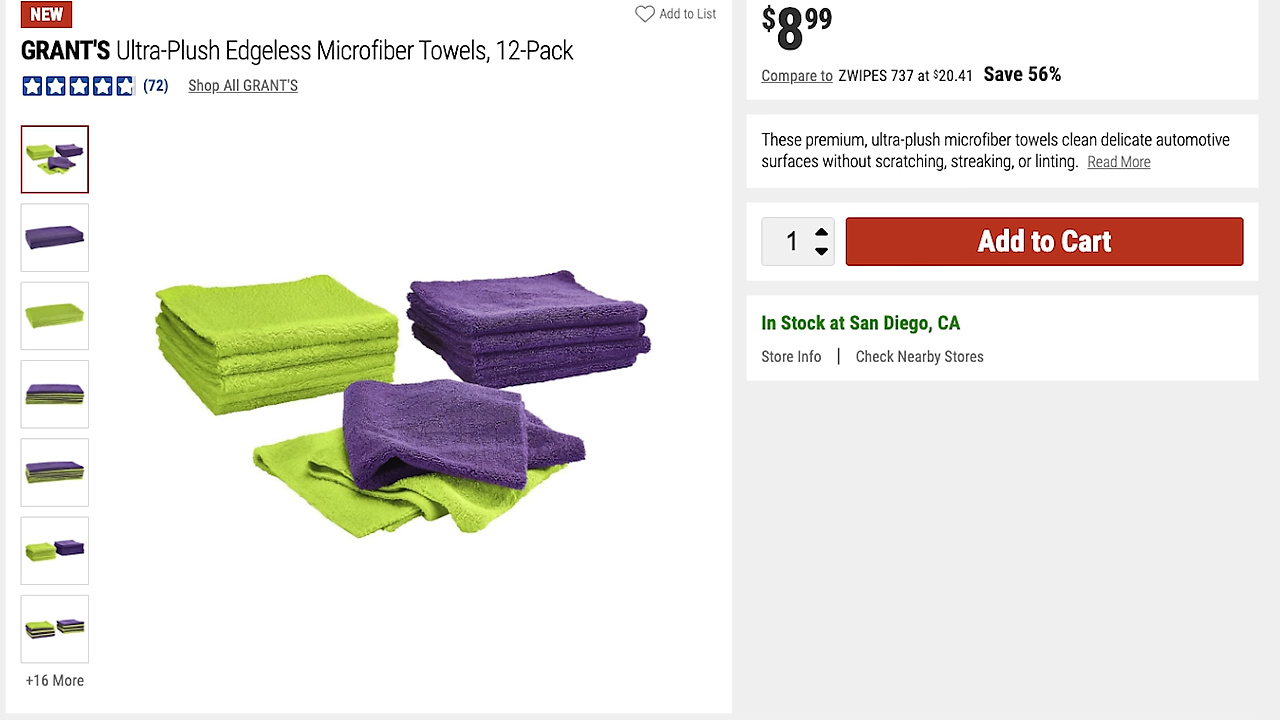 NEW
Add to List
GRANT'S Ultra-Plush Edgeless Microfiber Towels, 12-Pack
(72) Shop All GRANT'S
+16 More
$8.99
Compare to ZWIPES 737 at $20.41 Save 56%
These premium, ultra-plush microfiber towels clean delicate automotive
surfaces without scratching, streaking, or linting. Read More
1 Add to Cart
In Stock at San Diego, CA
Store Info | Check Nearby Stores